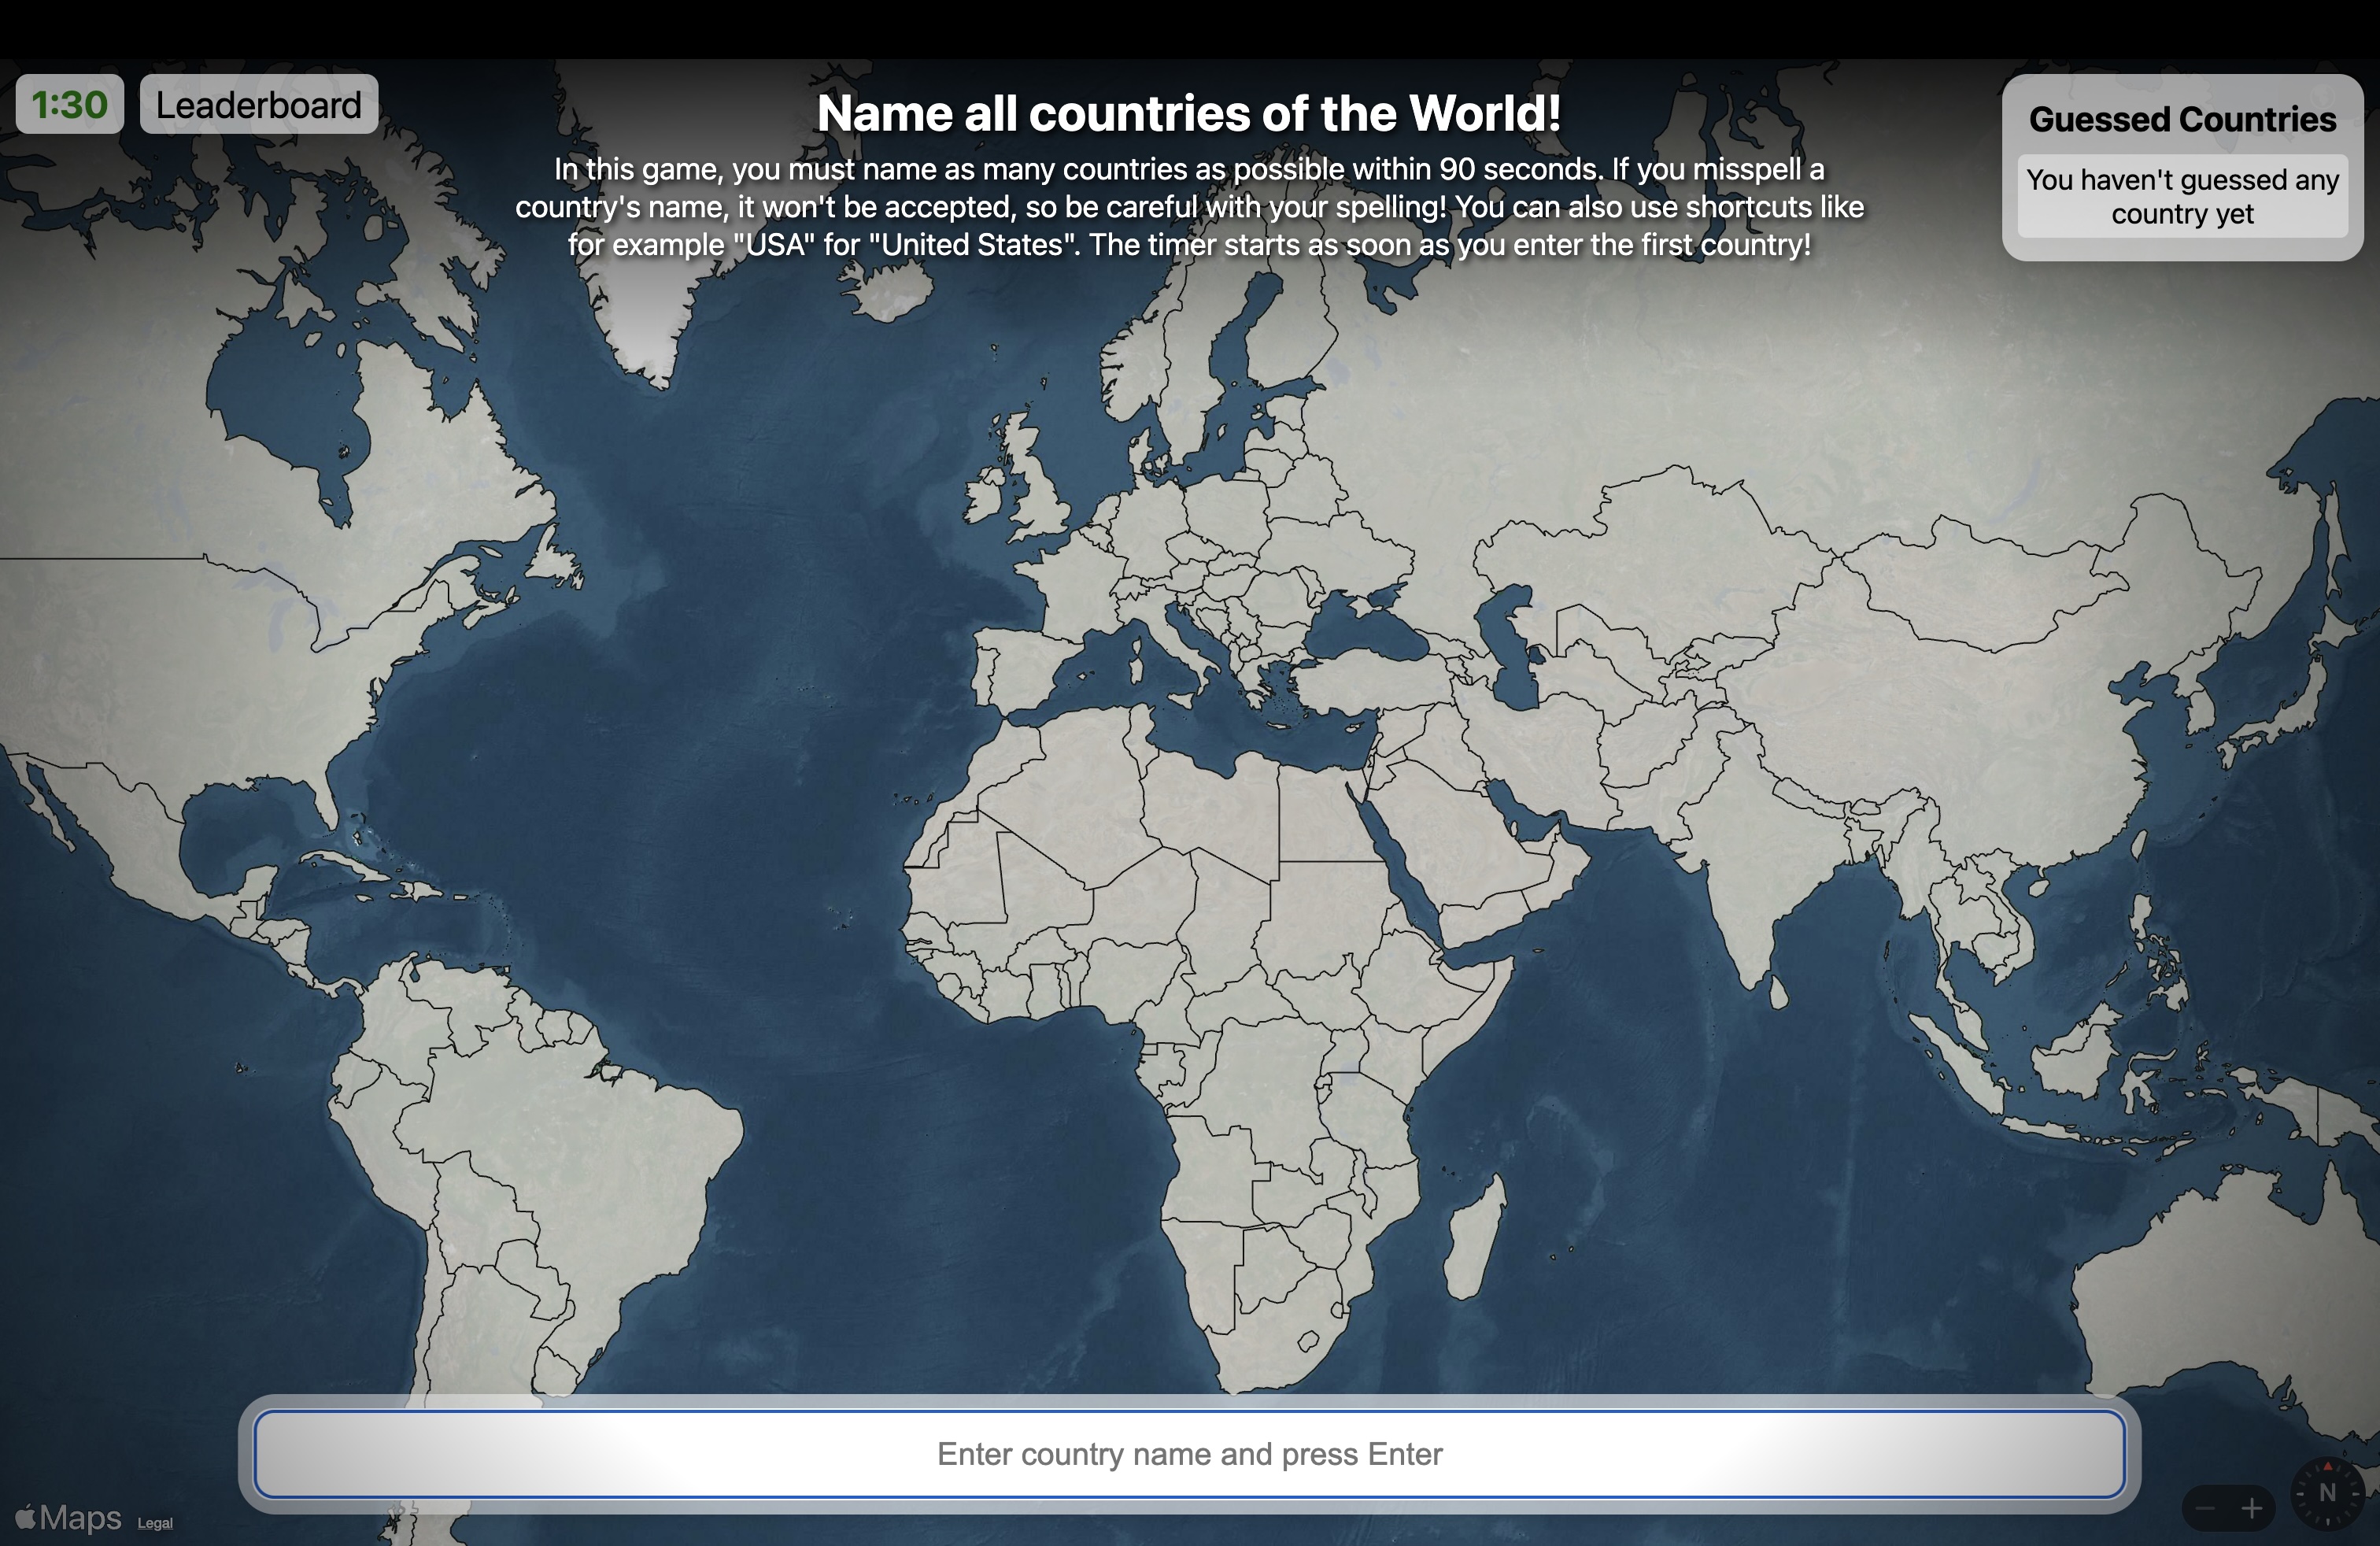 1:30
Leaderboard
Name all countries of the World!
In this game, you must name as many countries as possible within 90 seconds. If you misspell a
country's name, it won't be accepted, so be careful with your spelling! You can also use shortcuts like
for example "USA" for "United States". The timer starts as soon as you enter the first country!
Guessed Countries
You haven't guessed any
country yet
Enter country name and press Enter
Maps
Legal
N